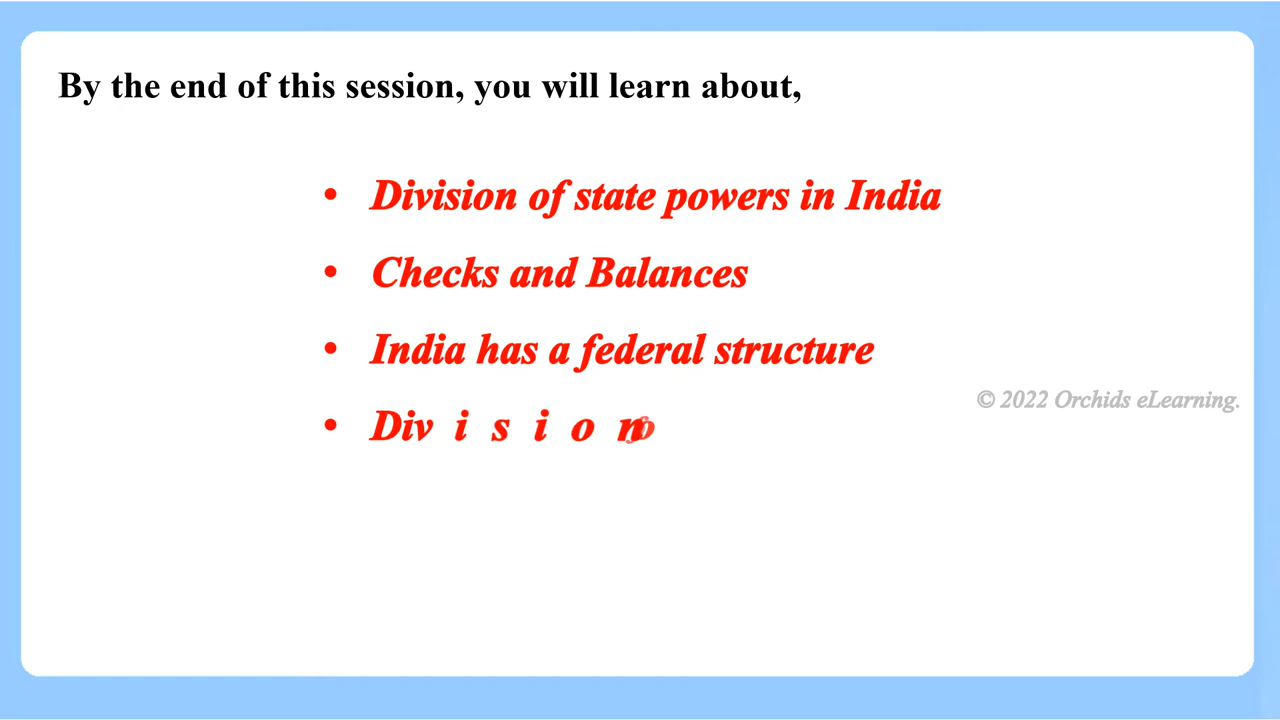 By the end of this session, you will learn about,
• Division of state powers in India
• Checks and Balances
• India has a federal structure
© 2022 Orchids eLearning.
• Division